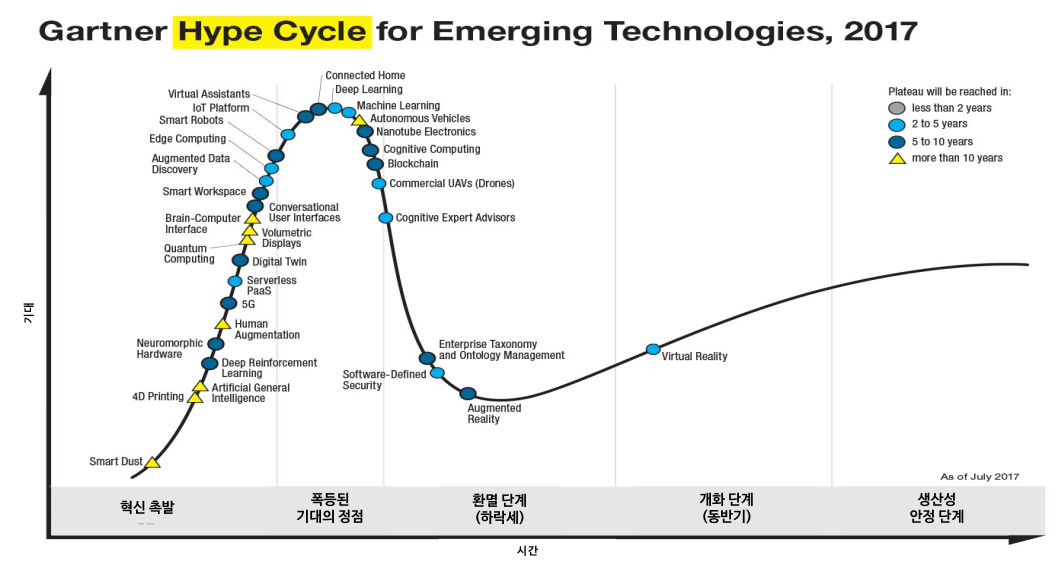 Gartner Hype Cycle for Emerging Technologies, 2017
Connected Home
Deep Learning
Virtual Assistants
IoT Platform
Machine Learning
Smart Robots
Autonomous Vehicles
Nanotube Electronics
Edge Computing
Cognitive Computing
Augmented Data
Discovery
Blockchain
Smart Workspace
Commercial UAVs (Drones)
Conversational
User Interfaces
Cognitive Expert Advisors
Brain-Computer
Interface
Volumetric
Displays
Quantum
Computing
Digital Twin
Serverless
PaaS
5G
Human
Augmentation
Neuromorphic
Hardware
Deep Reinforcement
Learning
Artificial General
Intelligence
4D Printing
Smart Dust
Enterprise Taxonomy
and Ontology Management
Software-Defined
Security
Augmented
Reality
Virtual Reality
Plateau will be reached in:
less than 2 years
2 to 5 years
5 to 10 years
more than 10 years
As of July 2017
기대
혁신 촉발
폭등된
기대의 정점
환멸 단계
(하락세)
개화 단계
(동반기)
생산성
안정 단계
시간